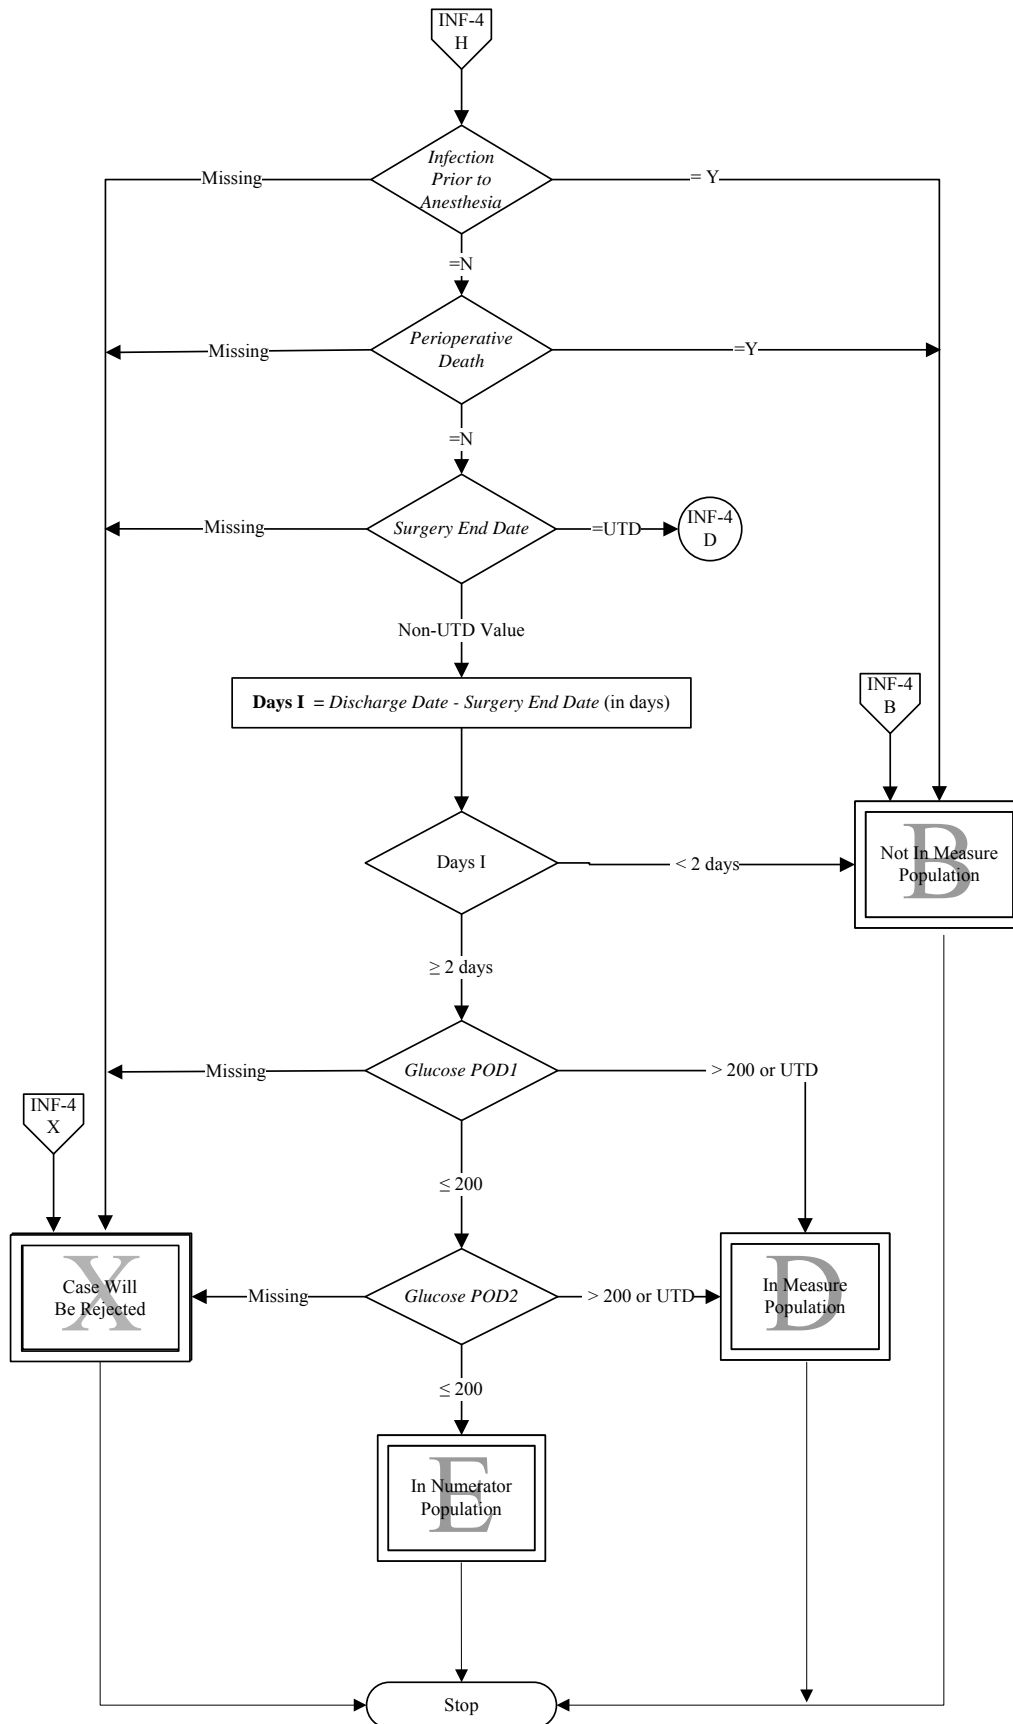 INF-4
H
Infection
Prior to
Anesthesia
Missing
= Y
=N
Perioperative
Death
Missing
=Y
=N
Surgery End Date
Missing
=UTD
INF-4
D
Non-UTD Value
Days I = Discharge Date - Surgery End Date (in days)
INF-4
B
Days I
< 2 days
B
Not In Measure
Population
≥ 2 days
Glucose POD1
Missing
> 200 or UTD
INF-4
X
≤ 200
X
Case Will
Be Rejected
Missing
Glucose POD2
> 200 or UTD
D
In Measure
Population
≤ 200
E
In Numerator
Population
Stop